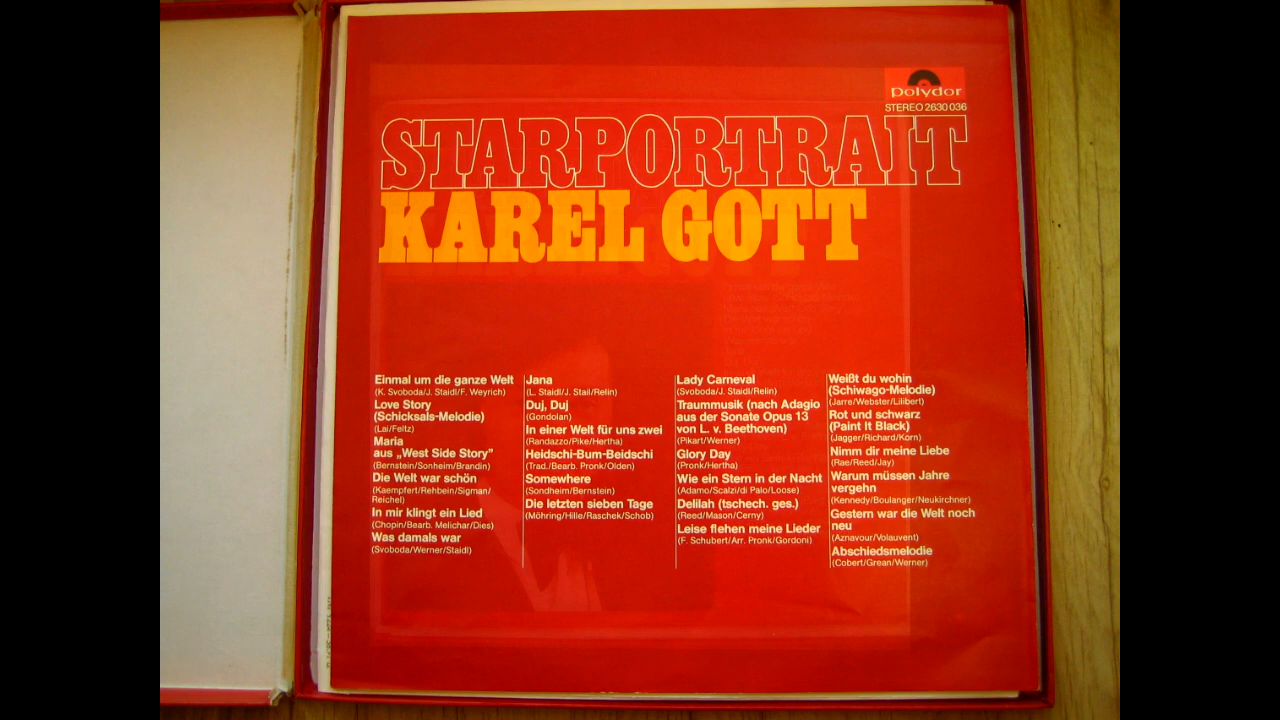 polydor
STEREO 2630 036
STARPORTRAIT
KAREL GOTT
Einmal um die ganze Welt
(K. Svoboda/J. Staidl/F. Weyrich)
Love Story
(Schicksals-Melodie)
(Lai/Feltz)
Maria
aus „West Side Story”
(Bernstein/Sonheim/Brandin)
Die Welt war schön
(Kaempfert/Rehbein/Sigman/
Reichel)
In mir klingt ein Lied
(Chopin/Bearb. Melichar/Dies)
Was damals war
(Svoboda/Werner/Staidl)
Jana
(L. Staidl/J. Stail/Relin)
Duj, Duj
(Gondolan)
In einer Welt für uns zwei
(Randazzo/Pike/Hertha)
Heidschi-Bum-Beidschi
(Trad./Bearb. Pronk/Olden)
Somewhere
(Sondheim/Bernstein)
Die letzten sieben Tage
(Möhring/Hille/Raschek/Schob)
Lady Carneval
(Svoboda/J. Staidl/Relin)
Traummusik (nach Adagio
aus der Sonate Opus 13
von L. v. Beethoven)
(Pikart/Werner)
Glory Day
(Pronk/Hertha)
Wie ein Stern in der Nacht
(Adamo/Scalzi/di Palo/Loose)
Delilah (tschech. ges.)
(Reed/Mason/Cerny)
Leise flehen meine Lieder
(F. Schubert/Arr. Pronk/Gordoni)
Weißt du wohin
(Schiwago-Melodie)
(Jarre/Webster/Lilibert)
Rot und schwarz
(Paint It Black)
(Jagger/Richard/Korn)
Nimm dir meine Liebe
(Rae/Reed/Jay)
Warum müssen Jahre
vergehn
(Kennedy/Boulanger/Neukirchner)
Gestern war die Welt noch
neu
(Aznavour/Volauvent)
Abschiedsmelodie
(Cobert/Grean/Werner)